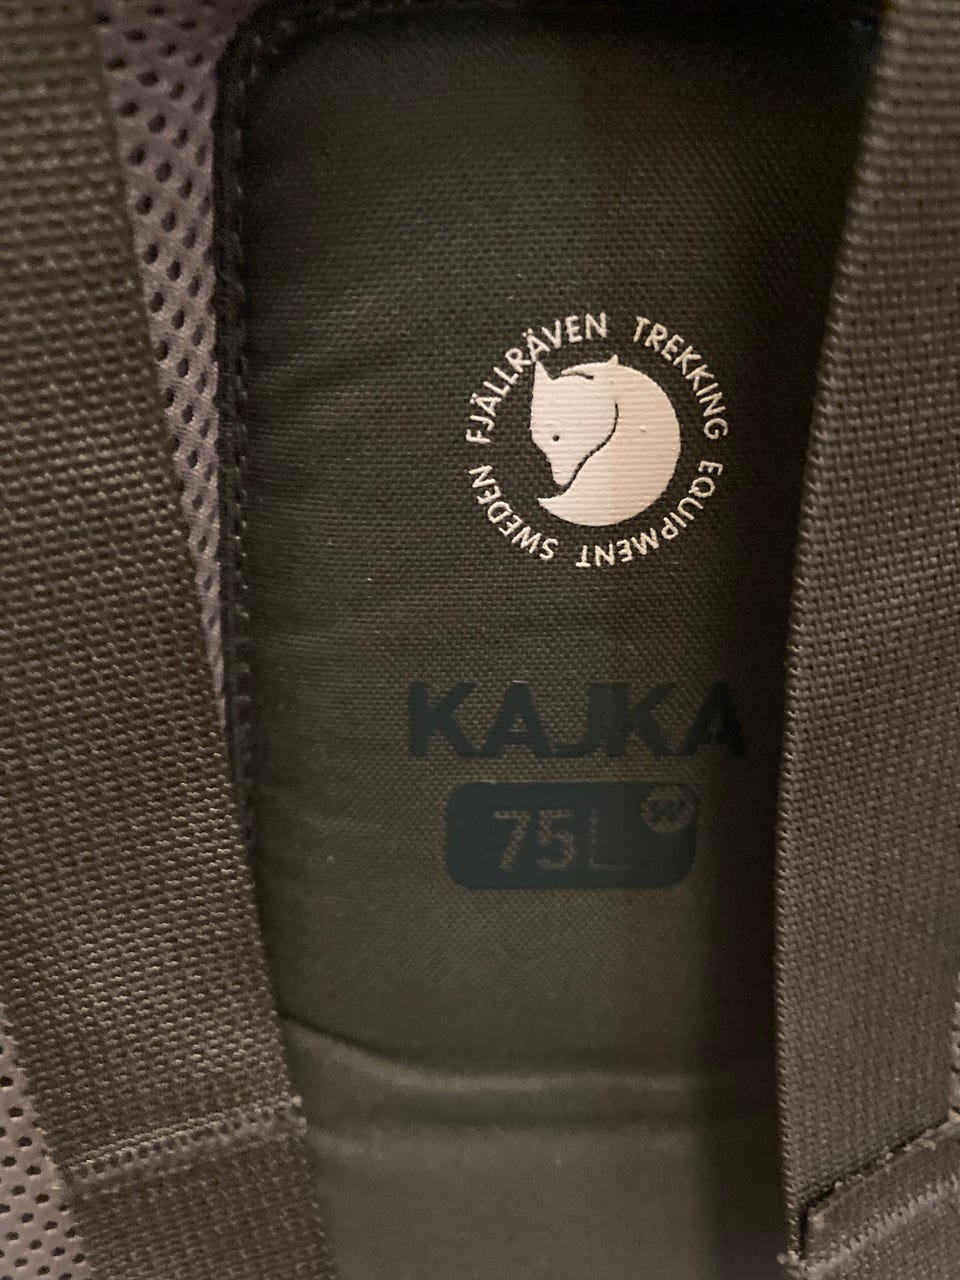 FJÄLLRÄVEN TREKKING EQUIPMENT SWEDEN
KAJKA
75L W